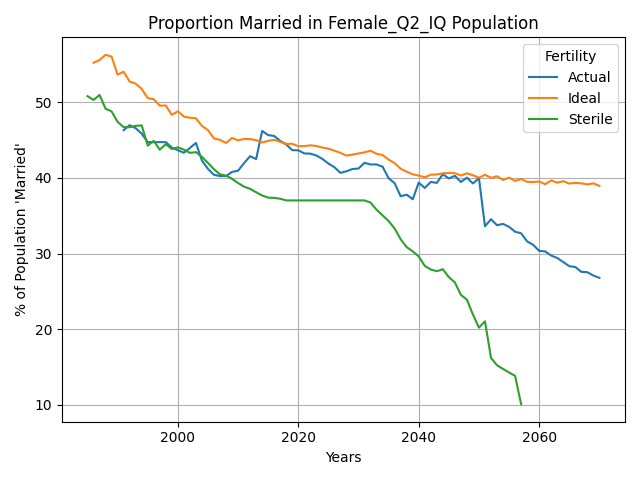 Proportion Married in Female_Q2_IQ Population
% of Population 'Married'
50
40
30
20
10
2000
2020
2040
2060
Years
Fertility
Actual
Ideal
Sterile